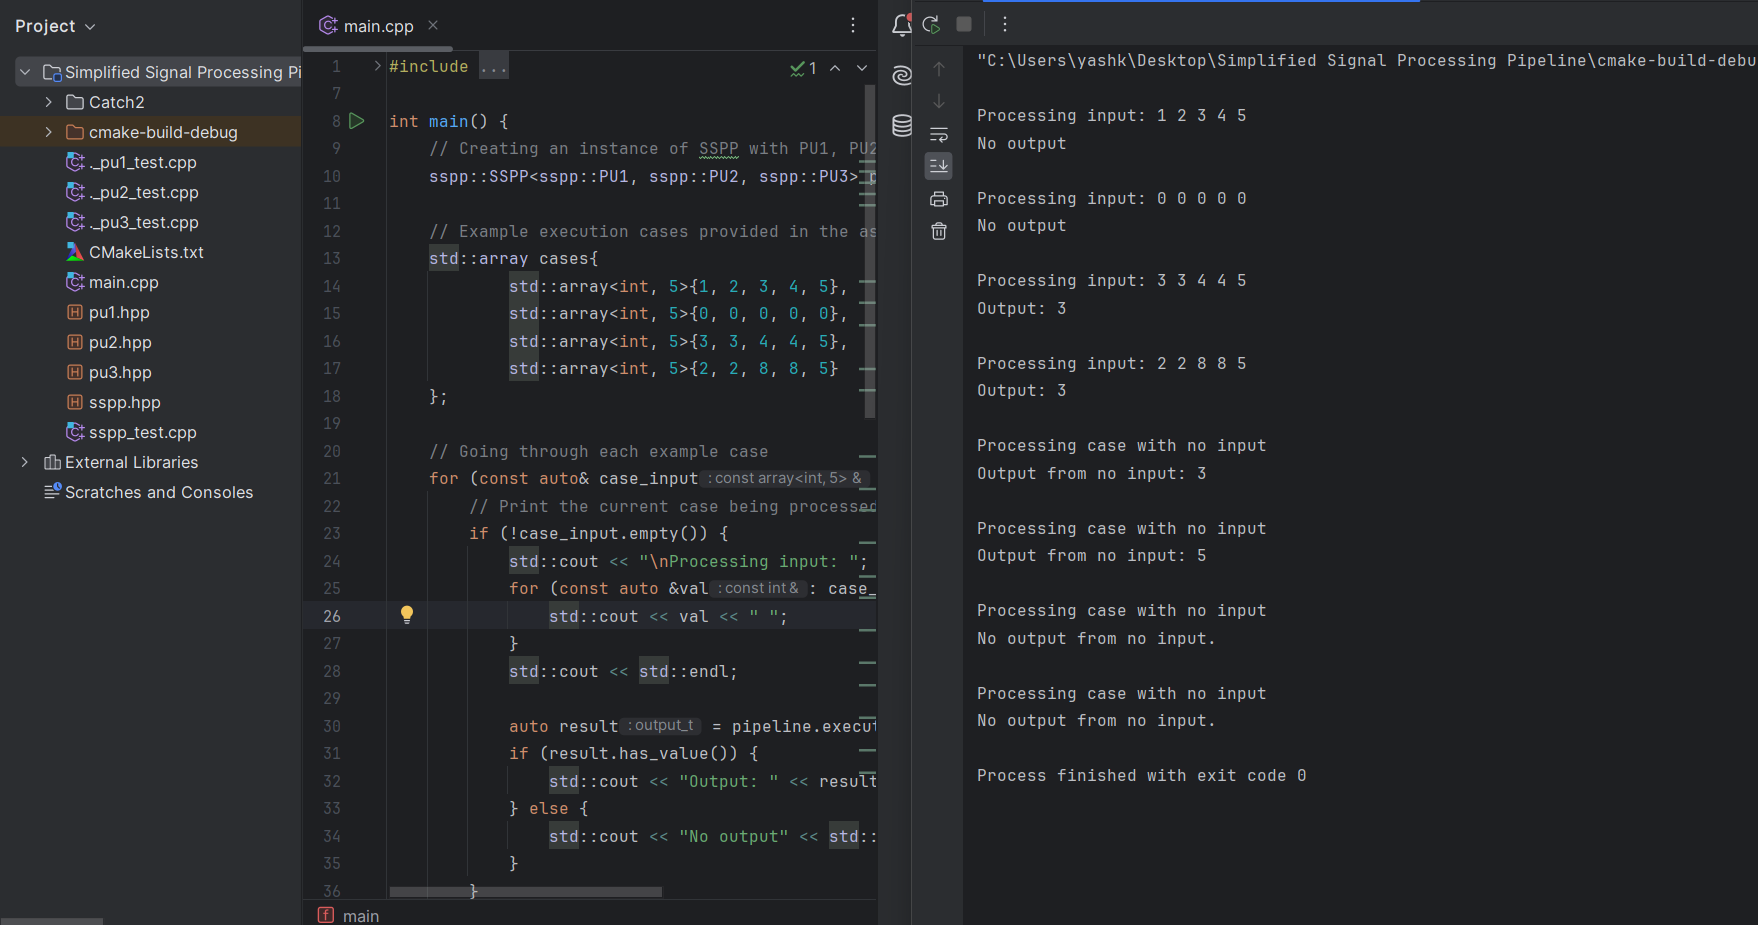 Project
Simplified Signal Processing Pi
Catch2
cmake-build-debug
._pu1_test.cpp
._pu2_test.cpp
._pu3_test.cpp
CMakeLists.txt
main.cpp
pu1.hpp
pu2.hpp
pu3.hpp
sspp.hpp
sspp_test.cpp
External Libraries
Scratches and Consoles
main.cpp
1
1 #include ...
7
8 int main() {
9 // Creating an instance of SSPP with PU1, PU2
10 sspp::SSPP<sspp::PU1, sspp::PU2, sspp::PU3> p
11
12 // Example execution cases provided in the as
13 std::array cases{
14 std::array<int, 5>{1, 2, 3, 4, 5},
15 std::array<int, 5>{0, 0, 0, 0, 0},
16 std::array<int, 5>{3, 3, 4, 4, 5},
17 std::array<int, 5>{2, 2, 8, 8, 5}
18 };
19
20 // Going through each example case
21 for (const auto& case_input : const array<int, 5> &
22 // Print the current case being processed
23 if (!case_input.empty()) {
24 std::cout << "\nProcessing input: ";
25 for (const auto &val : const int & : case_
26 std::cout << val << " ";
27 }
28 std::cout << std::endl;
29
30 auto result : output_t = pipeline.execut
31 if (result.has_value()) {
32 std::cout << "Output: " << result
33 } else {
34 std::cout << "No output" << std::
35 }
36 }
main
"C:\Users\yashk\Desktop\Simplified Signal Processing Pipeline\cmake-build-debu
Processing input: 1 2 3 4 5
No output
Processing input: 0 0 0 0 0
No output
Processing input: 3 3 4 4 5
Output: 3
Processing input: 2 2 8 8 5
Output: 3
Processing case with no input
Output from no input: 3
Processing case with no input
Output from no input: 5
Processing case with no input
No output from no input.
Processing case with no input
No output from no input.
Process finished with exit code 0